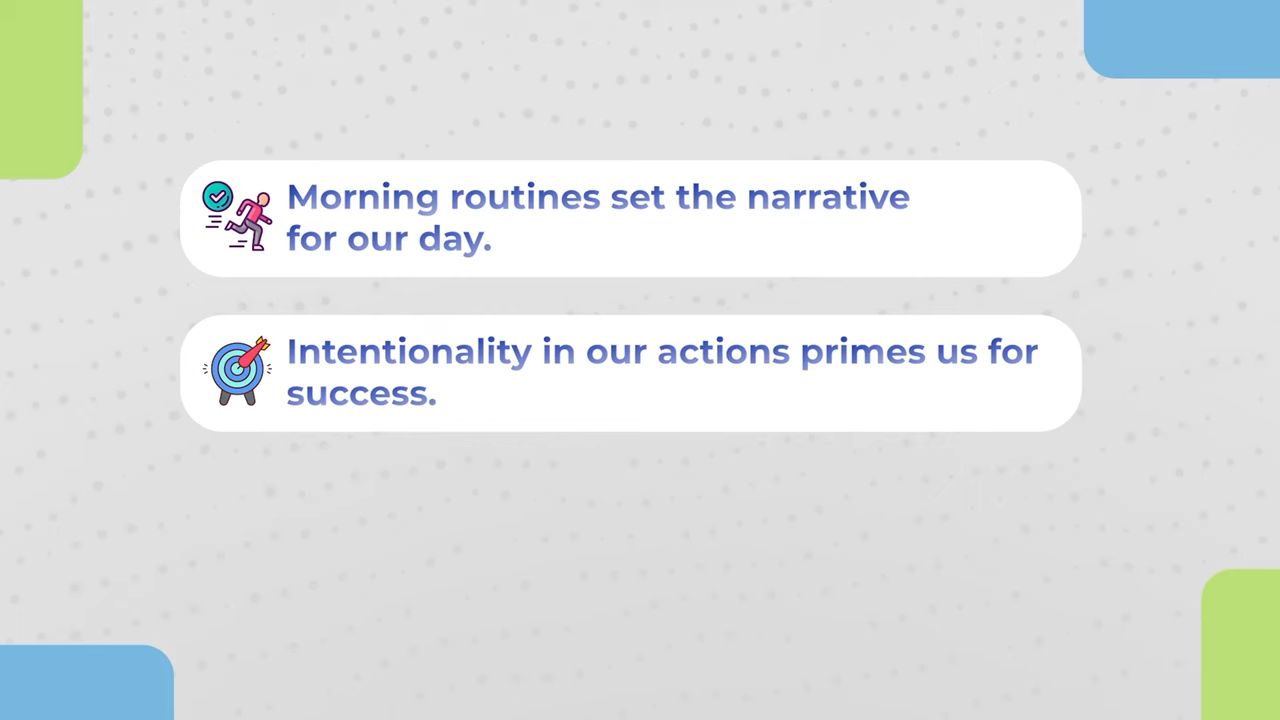 Morning routines set the narrative
for our day.
Intentionality in our actions primes us for
success.